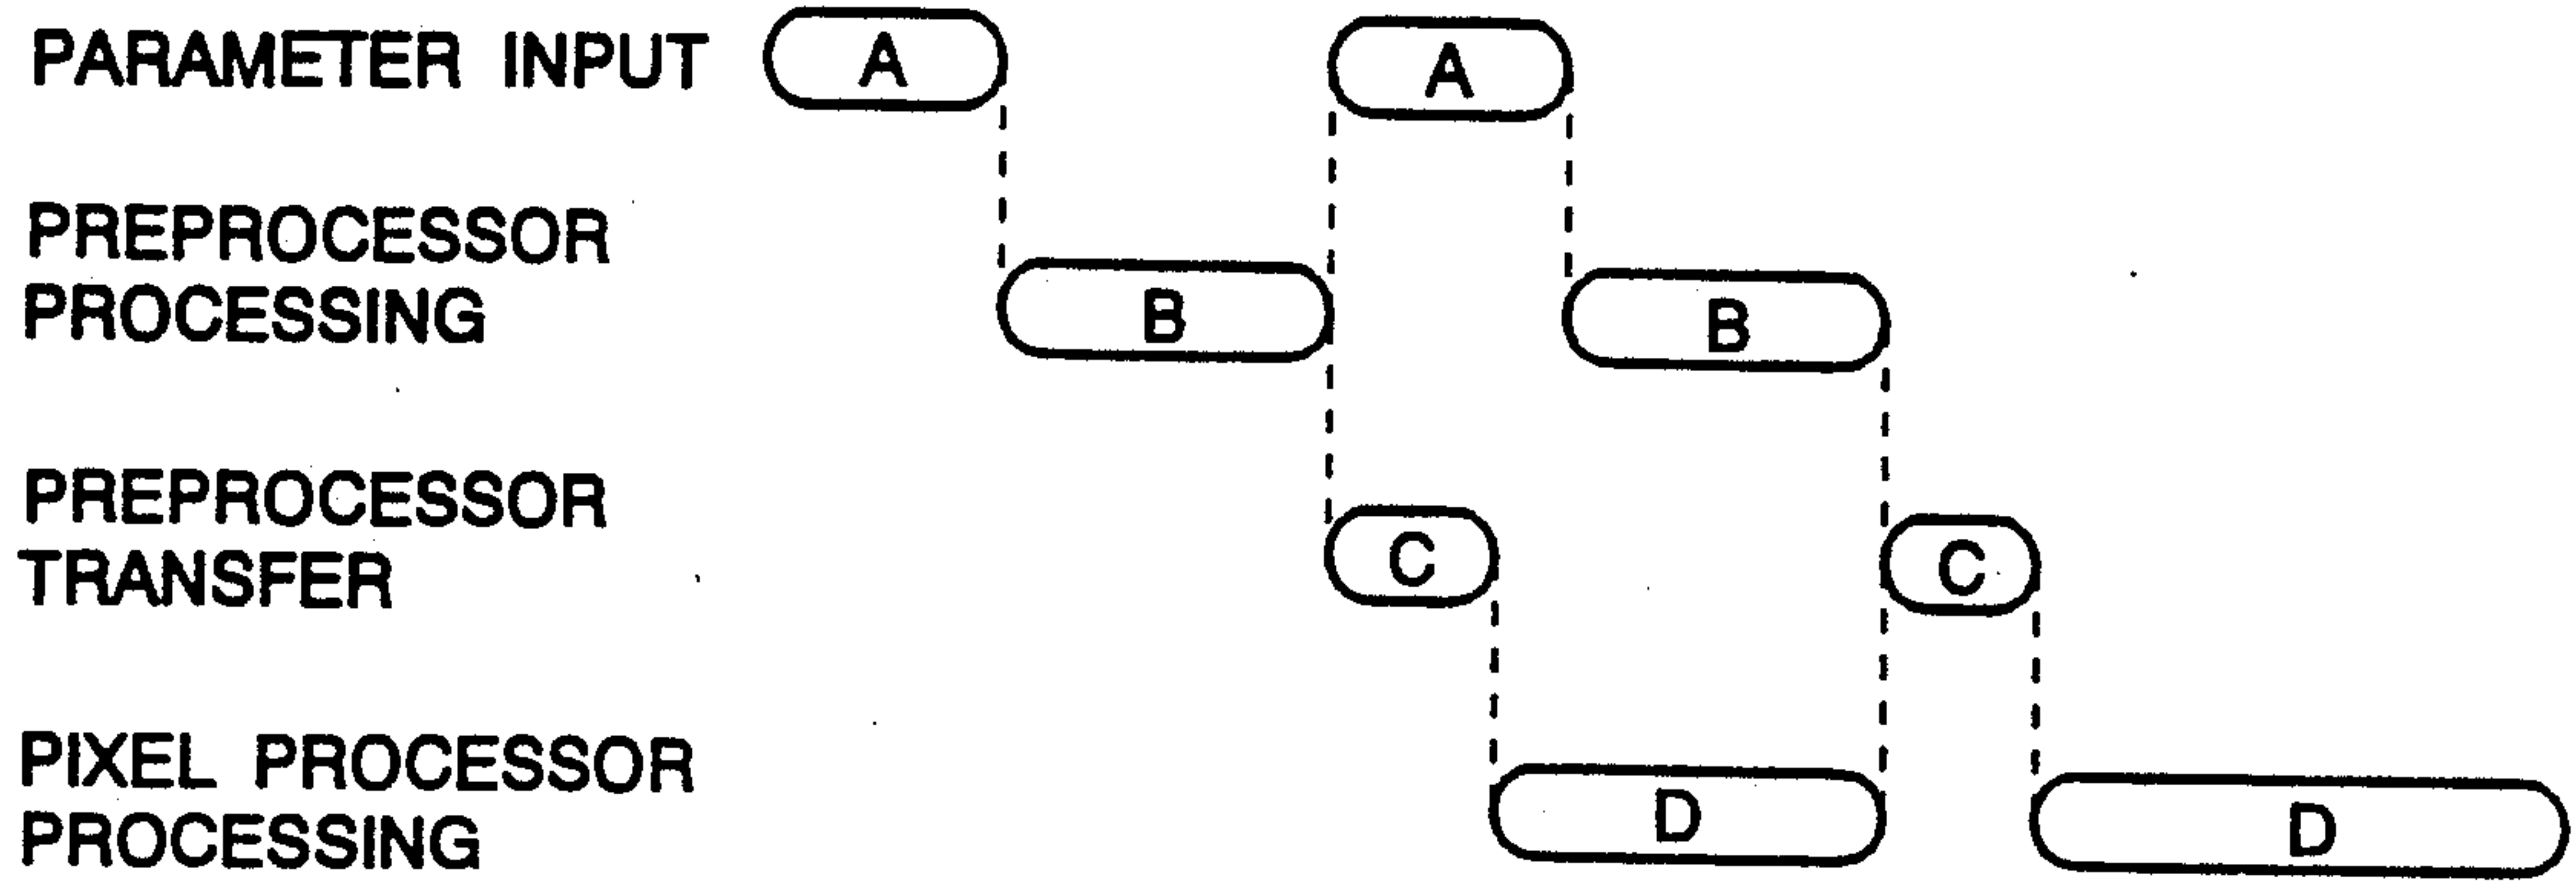 PARAMETER INPUT A A
PREPROCESSOR
PROCESSING B B
PREPROCESSOR
TRANSFER C C
PIXEL PROCESSOR
PROCESSING D D